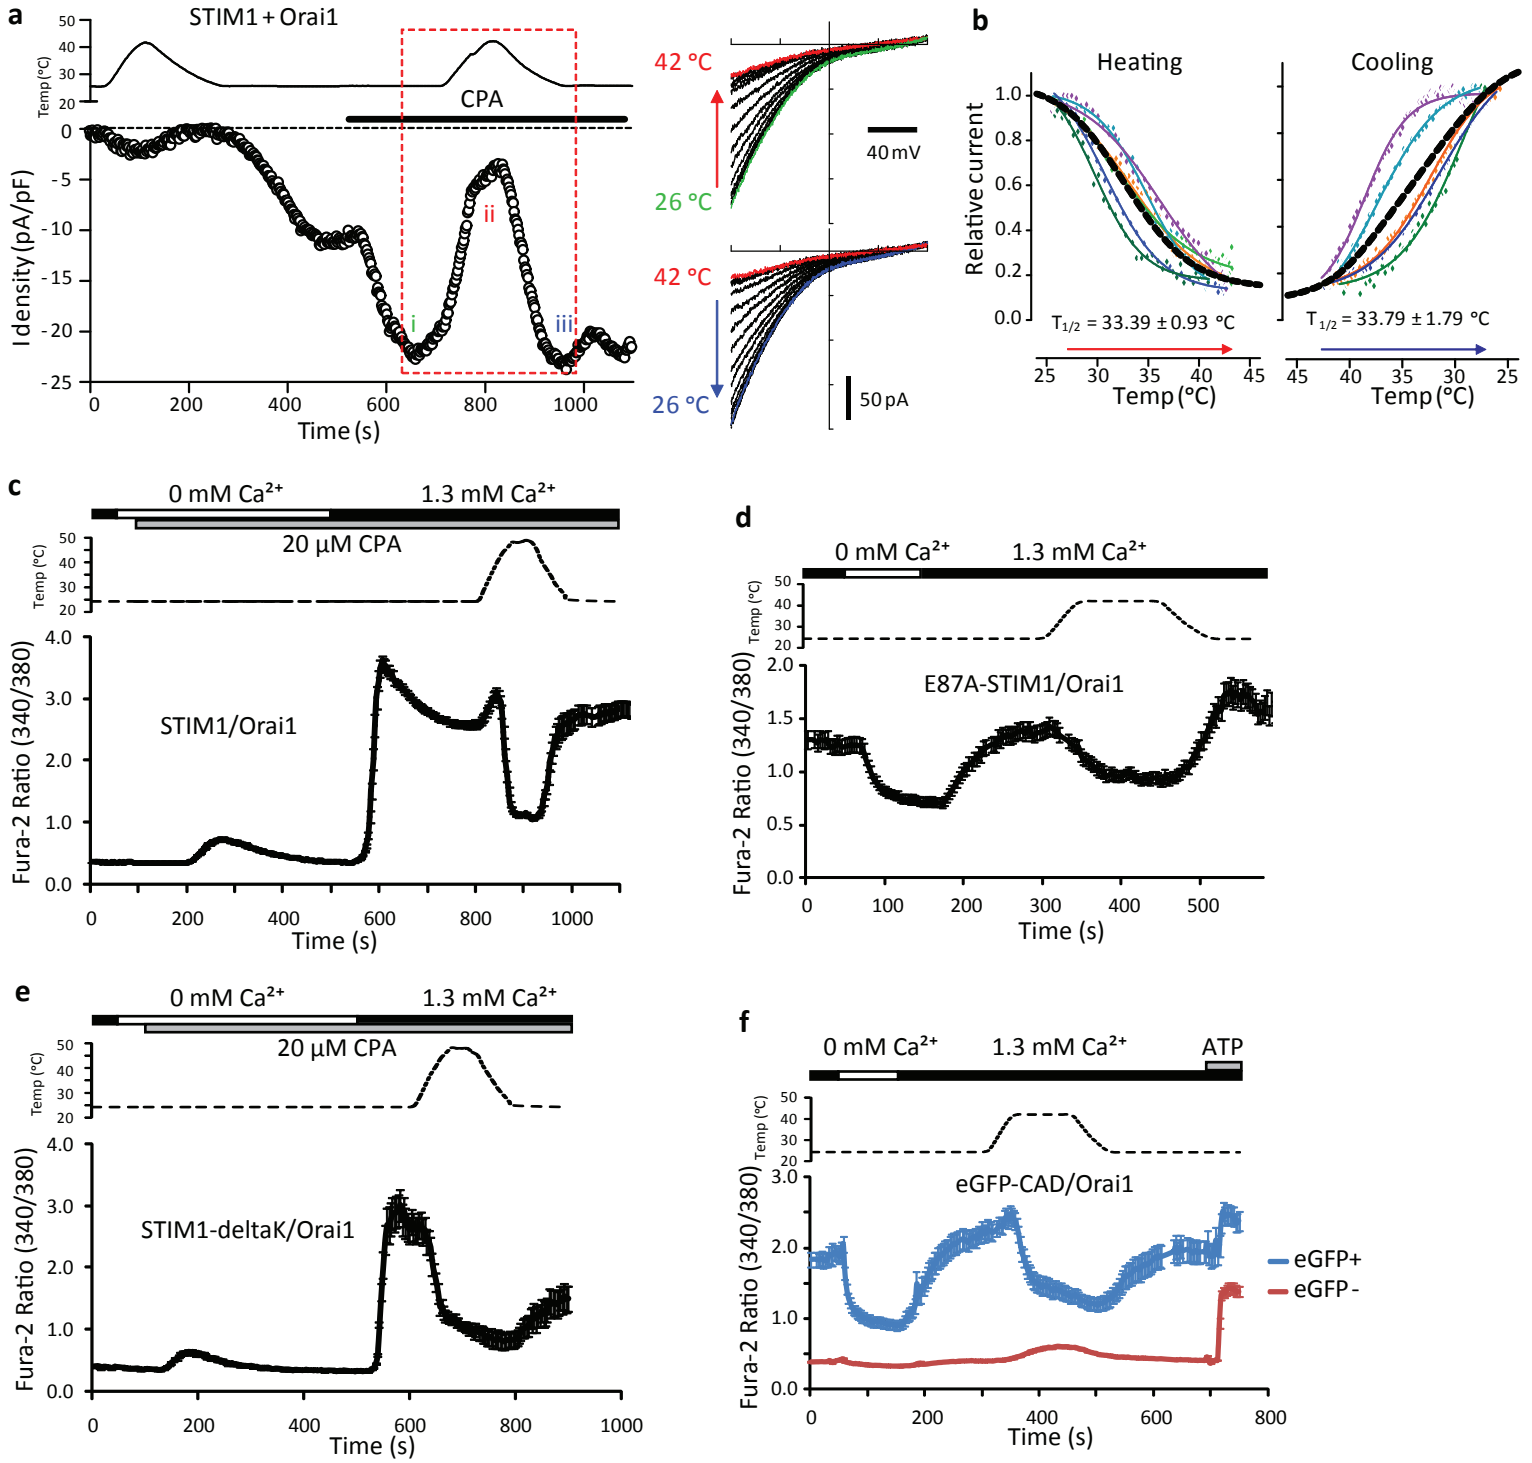 a
STIM1 + Orai1
Temp (°C)
50
40
30
20
CPA
I density (pA/pF)
0
-5
-10
-15
-20
-25
i
ii
iii
0 200 400 600 800 1000
Time (s)
42 °C
26 °C
40 mV
42 °C
26 °C
50 pA
b
Heating
Cooling
Relative current
1.0
0.8
0.6
0.4
0.2
0.0
T1/2 = 33.39 ± 0.93 °C
T1/2 = 33.79 ± 1.79 °C
25 30 35 40 45
45 40 35 30 25
Temp (°C)
Temp (°C)
c
0 mM Ca²⁺
1.3 mM Ca²⁺
20 µM CPA
Temp (°C)
50
40
30
20
Fura-2 Ratio (340/380)
4.0
3.0
2.0
1.0
0.0
STIM1/Orai1
0 200 400 600 800 1000
Time (s)
d
0 mM Ca²⁺
1.3 mM Ca²⁺
Temp (°C)
50
40
30
20
Fura-2 Ratio (340/380)
2.0
1.5
1.0
0.5
0.0
E87A-STIM1/Orai1
0 100 200 300 400 500
Time (s)
e
0 mM Ca²⁺
1.3 mM Ca²⁺
20 µM CPA
Temp (°C)
50
40
30
20
Fura-2 Ratio (340/380)
4.0
3.0
2.0
1.0
0.0
STIM1-deltaK/Orai1
0 200 400 600 800 1000
Time (s)
f
0 mM Ca²⁺
1.3 mM Ca²⁺
ATP
Temp (°C)
50
40
30
20
Fura-2 Ratio (340/380)
3.0
2.0
1.0
0.0
eGFP-CAD/Orai1
eGFP+
eGFP -
0 200 400 600 800
Time (s)